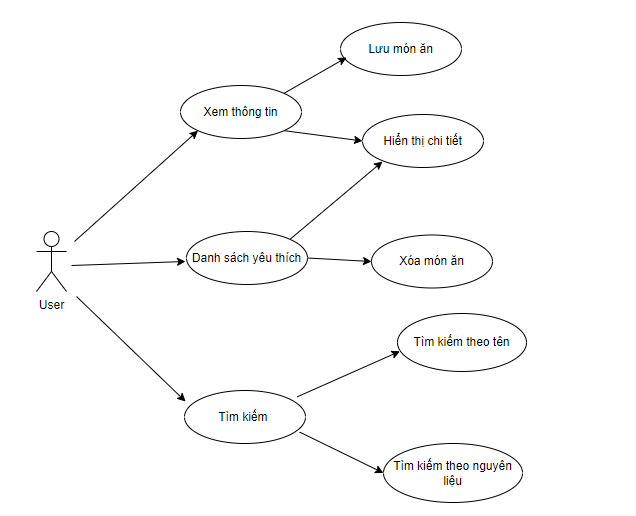 Lưu món ăn
Xem thông tin
Hiển thị chi tiết
Danh sách yêu thích
Xóa món ăn
User
Tìm kiếm theo tên
Tìm kiếm
Tìm kiếm theo nguyên
liệu